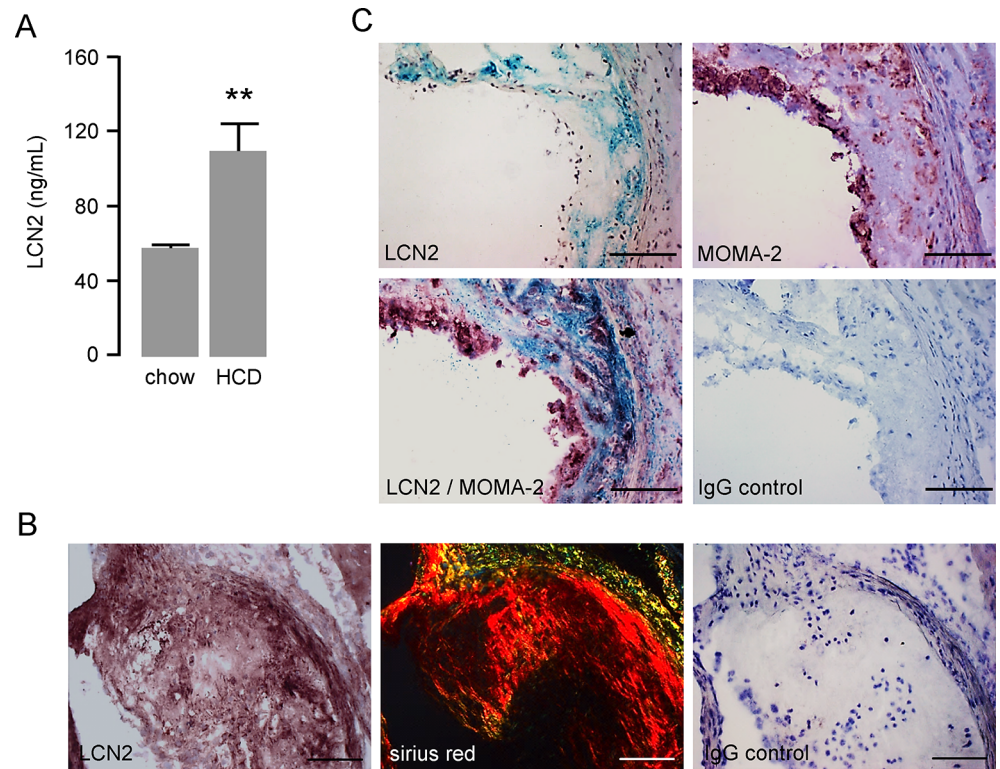 A
160
120
80
40
0
LCN2 (ng/mL)
**
chow
HCD
C
LCN2
MOMA-2
LCN2 / MOMA-2
IgG control
B
LCN2
sirius red
IgG control